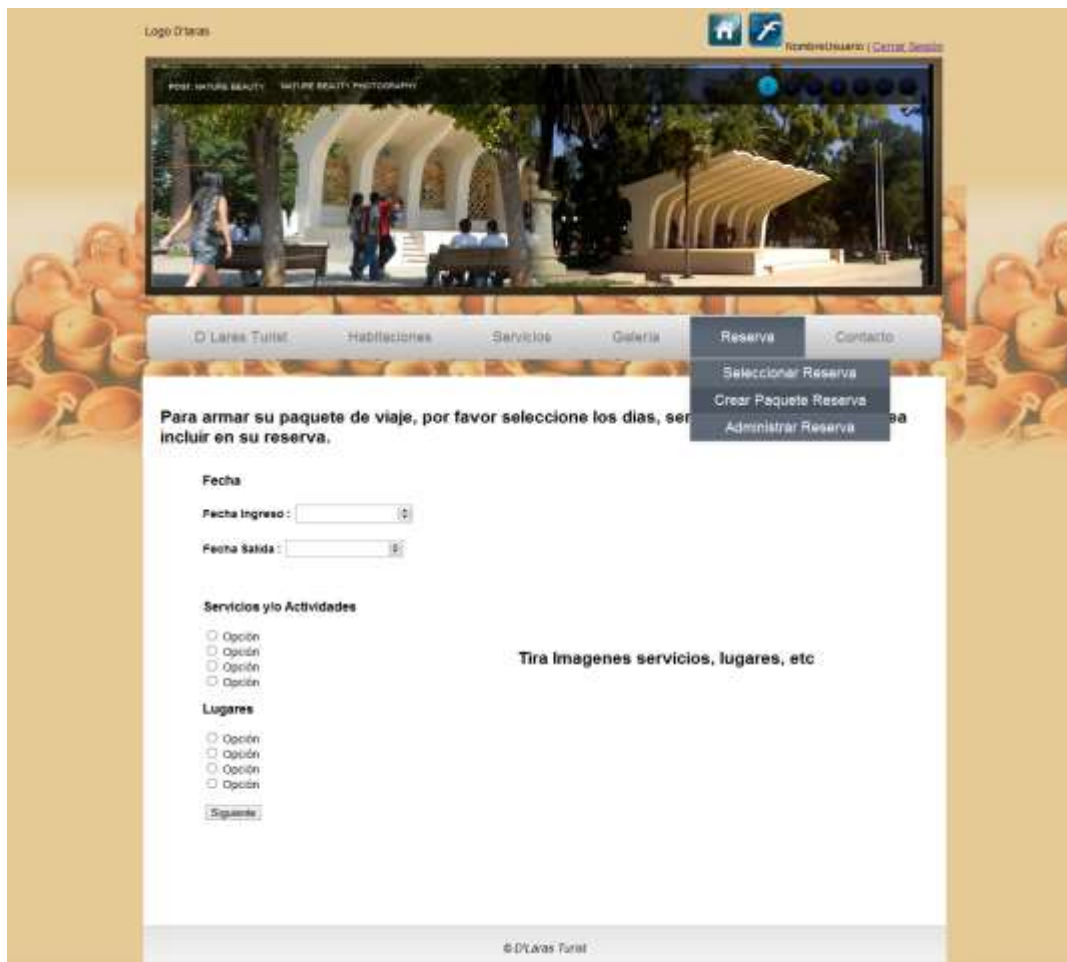 Logo D'laras
NombreUsuario | Cerrar Sesión
POST: NATURE BEAUTY NATURE BEAUTY PHOTOGRAPHY
D Laras Turist Habitaciones Servicios Galeria Reserva Contacto
Seleccionar Reserva
Crear Paquete Reserva
Administrar Reserva
Para armar su paquete de viaje, por favor seleccione los dias, ser ea
incluir en su reserva.
Fecha
Fecha Ingreso :
Fecha Salida :
Servicios y/o Actividades
Opción
Opción
Opción
Opción
Tira Imagenes servicios, lugares, etc
Lugares
Opción
Opción
Opción
Opción
Siguiente
© D'Laras Turist